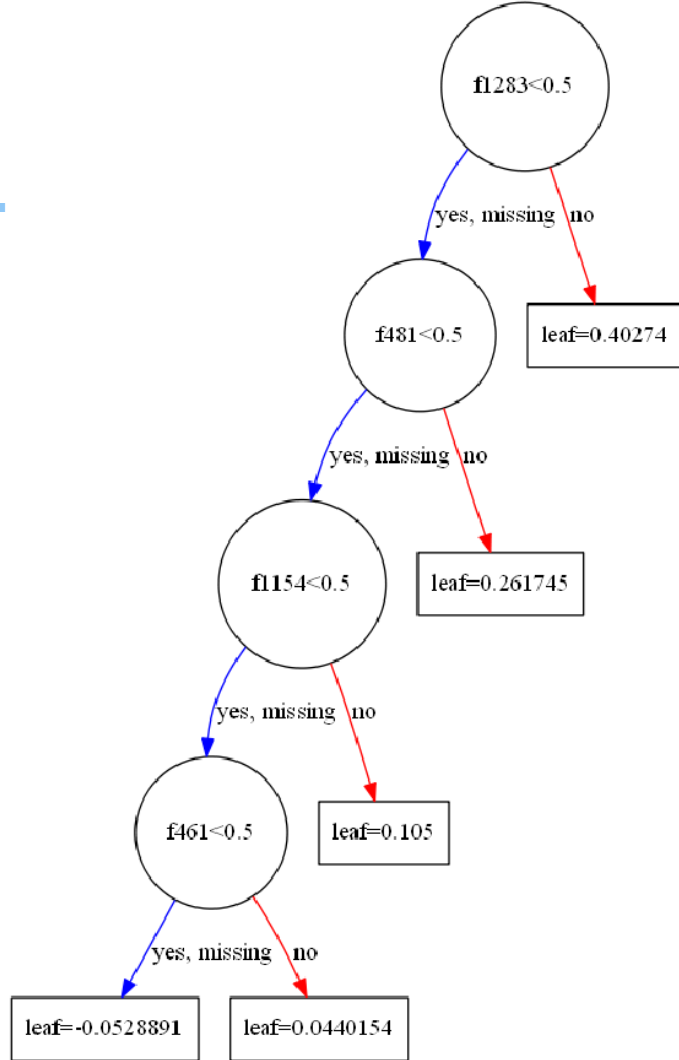 f1283<0.5
yes, missing no
f481<0.5
leaf=0.40274
yes, missing no
f1154<0.5
leaf=0.261745
yes, missing no
f461<0.5
leaf=0.105
yes, missing no
leaf=-0.0528891
leaf=0.0440154